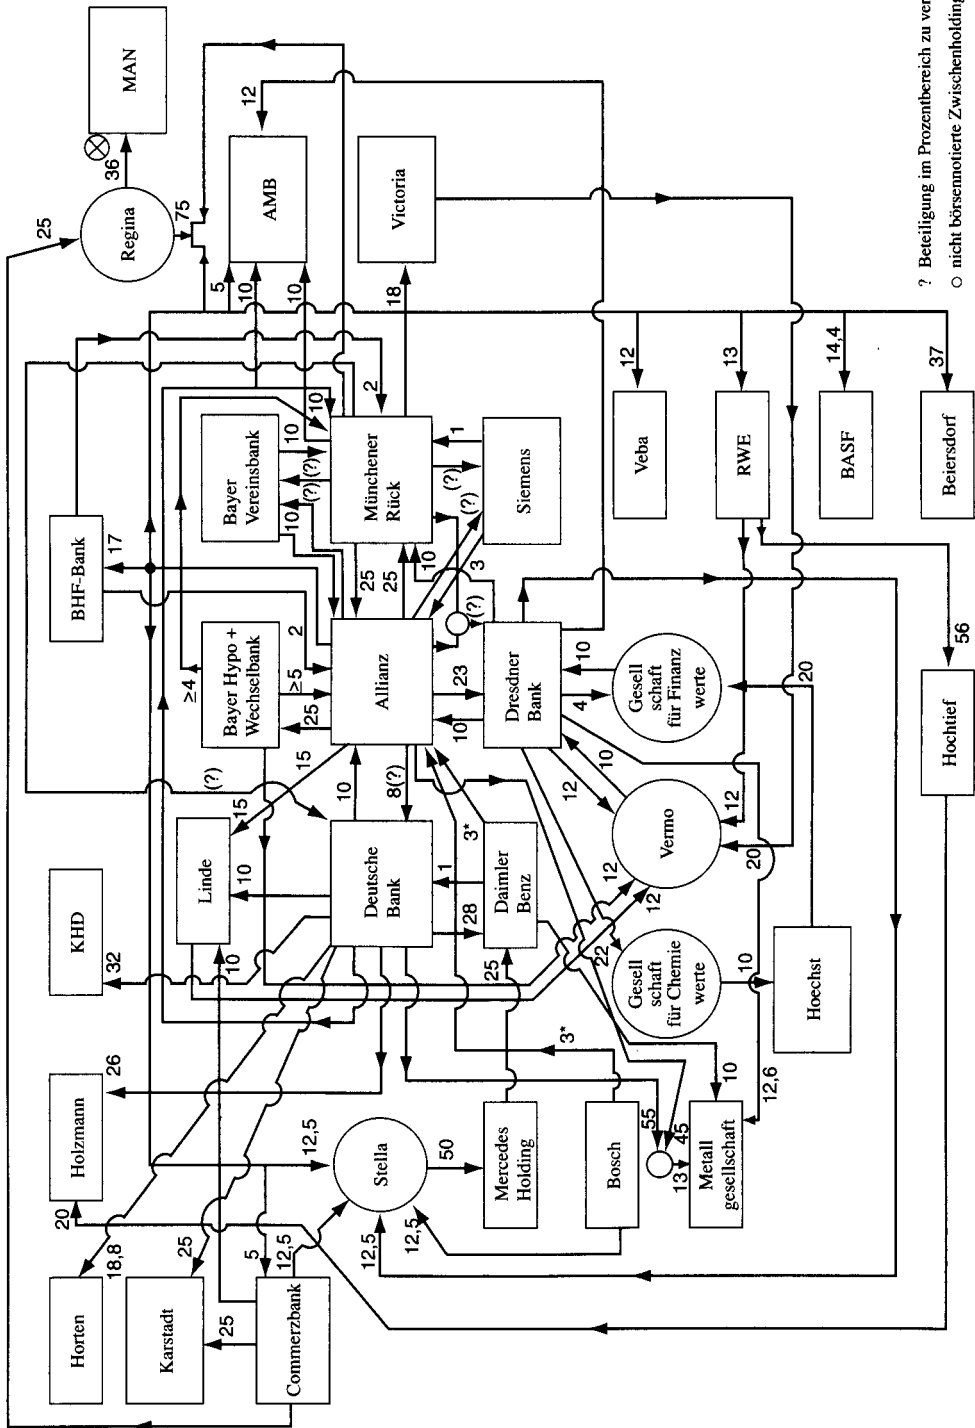 Horten
18,8
Karstadt
25
25
Commerzbank
5
12,5
10
25
Holzmann
20
26
12,5
Stella
12,5
12,5
50
Mercedes
Holding
25
Bosch
3*
55
45
13
Metall
gesellschaft
10
12,6
KHD
32
Linde
15
10
15
Deutsche
Bank
(?)
10
8(?)
28
1
Daimler
Benz
3*
22
Gesell
schaft
für Chemie
werte
10
Hoechst
12
12
Vermo
12
10
12
20
20
BHF-Bank
17
Bayer Hypo +
Wechselbank
≥4
≥5
25
2
Allianz
23
10
Dresdner
Bank
4
10
Gesell
schaft
für Finanz
werte
Bayer
Vereinsbank
10
10
(?)
(?)
10
2
Münchener
Rück
25
25
10
(?)
(?)
(?)
3
1
Siemens
18
MAN
36
Regina
75
AMB
5
10
10
12
Victoria
Veba
12
RWE
13
BASF
14,4
Beiersdorf
37
Hochtief
56
? Beteiligung im Prozentbereich zu
○ nicht börsennotierte